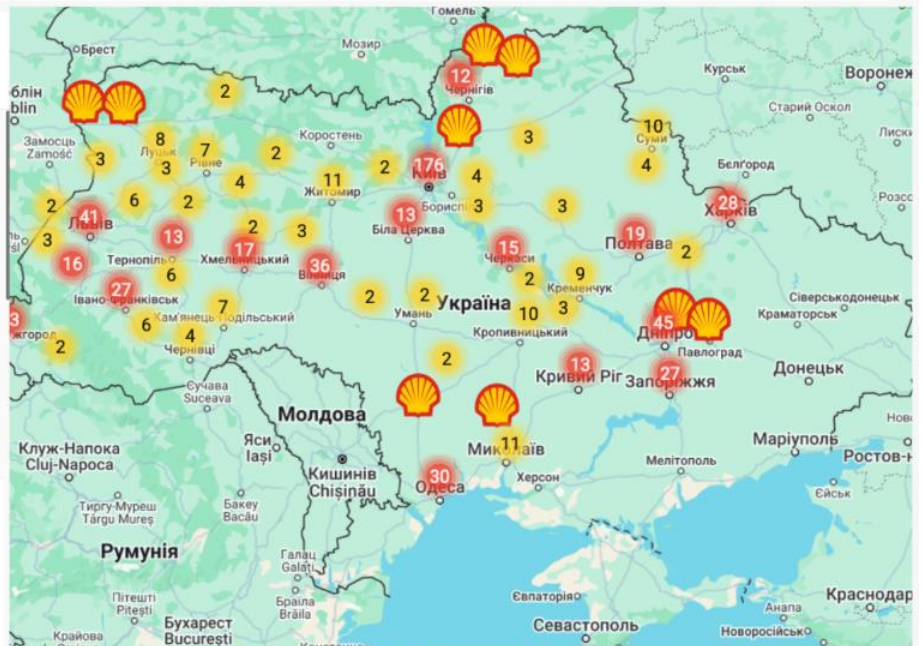 Гомель
Брест
Мозир
Курськ
Воронеж
12
Чернігів
блін
blin
2
Старий Оскол
Замосць
Zamość
8
Луцьк
7
Рівне
Коростень
3
10
Суми
Лиски
3
3
2
2
176
Київ
4
4
Бєлгород
4
11
Житомир
2
6
2
Бориспіль
3
3
28
Харків
41
Львів
13
Біла Церква
3
13
Тернопіль
2
3
15
Черкаси
19
Полтава
2
16
17
Хмельницький
36
Вінниця
6
2
9
Кременчук
27
Івано-Франківськ
2
2
Україна
10
3
Сіверськодонецьк
Краматорськ
3
жгород
6
7
Кам'янець-Подільський
Умань
Кропивницький
45
Дніпро
Павлоград
2
4
Чернівці
2
13
Кривий Ріг
27
Запоріжжя
Донецьк
Сучава
Suceava
Молдова
11
Миколаїв
Маріуполь
Ростов-н
Клуж-Напока
Cluj-Napoca
Ясси
Iași
Кишинів
Chișinău
30
Одеса
Херсон
Мелітополь
Єйськ
Тиргу-Муреш
Târgu Mureș
Бакеу
Bacău
Румунія
Галац
Galați
Пітешті
Pitești
Браїла
Brăila
Євпаторія
Краснодар
Анапа
Бухарест
București
Севастополь
Новоросійськ
Крайова